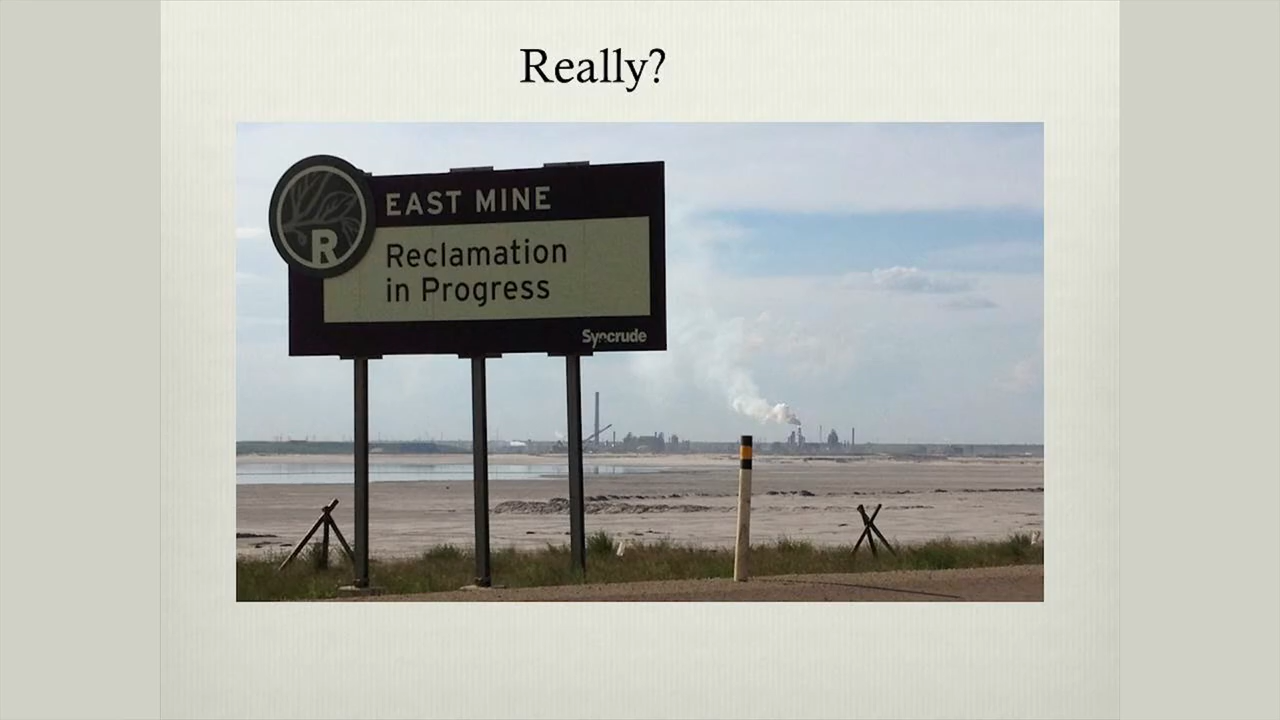 Really?
EAST MINE
R
Reclamation
in Progress
Syncrude